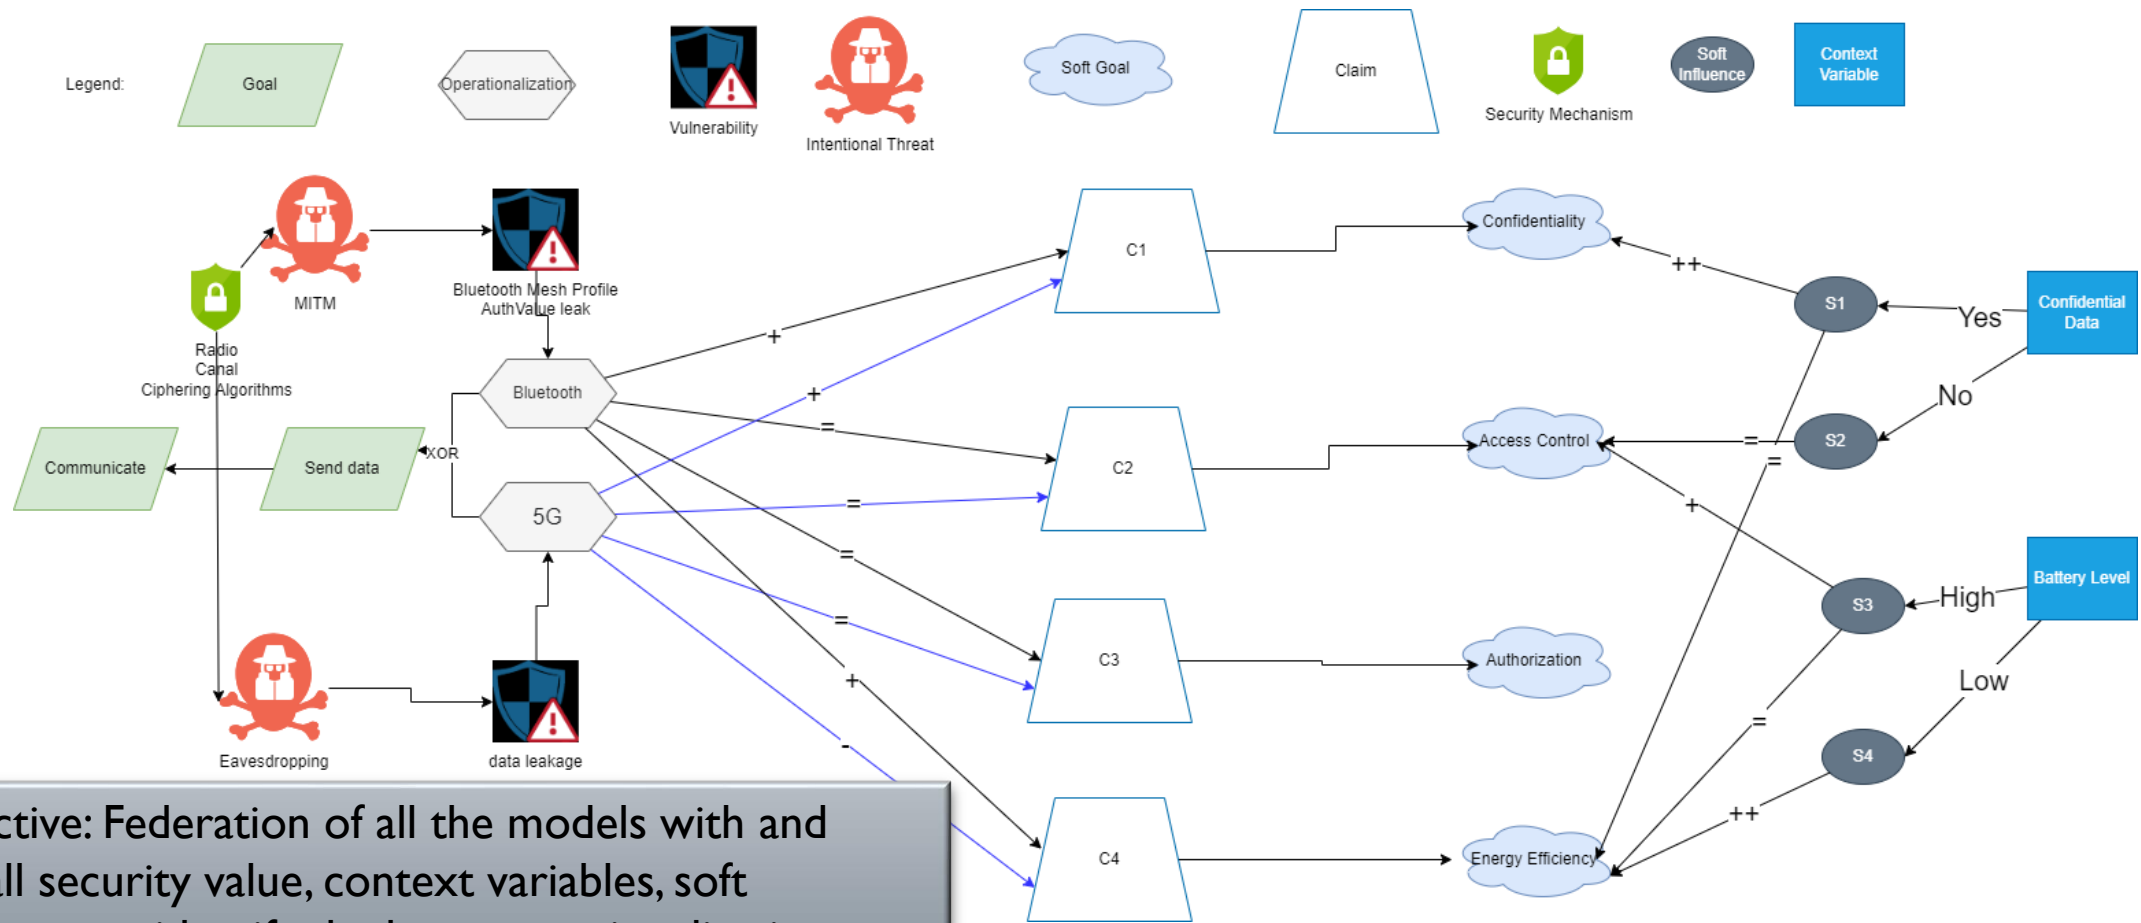 Legend:
Goal
Operationalization
Vulnerability
Intentional Threat
Soft Goal
Claim
Security Mechanism
Soft
Influence
Context
Variable
MITM
Bluetooth Mesh Profile
AuthValue leak
Radio
Canal
Ciphering Algorithms
Communicate
Send data
XOR
Bluetooth
5G
Eavesdropping
data leakage
+
+
=
=
=
=
+
-
C1
C2
C3
C4
Confidentiality
Access Control
Authorization
Energy Efficiency
++
=
=
+
=
++
S1
S2
S3
S4
Yes
No
High
Low
Confidential
Data
Battery Level
ctive: Federation of all the models with and
all security value, context variables, soft